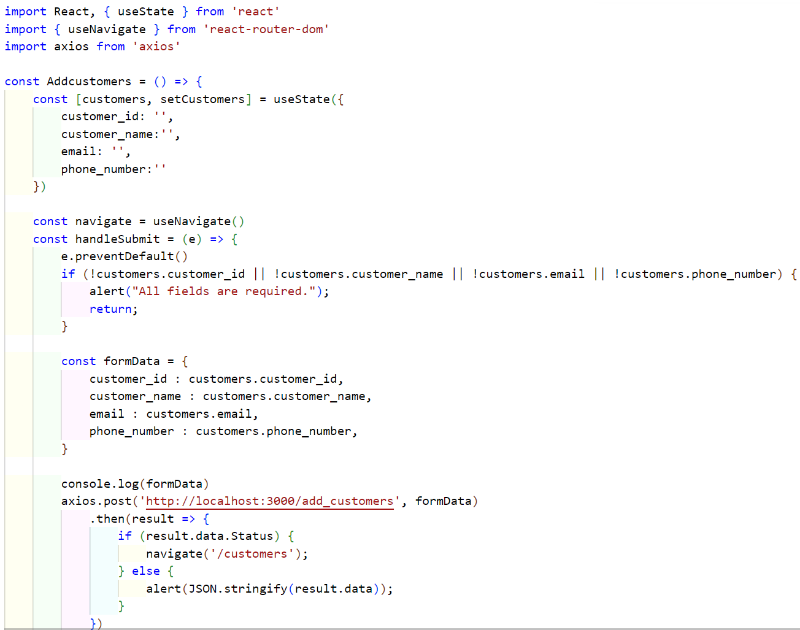 import React, { useState } from 'react'
import { useNavigate } from 'react-router-dom'
import axios from 'axios'

const Addcustomers = () => {
    const [customers, setCustomers] = useState({
        customer_id: '',
        customer_name:'',
        email: '',
        phone_number:''
    })

    const navigate = useNavigate()
    const handleSubmit = (e) => {
        e.preventDefault()
        if (!customers.customer_id || !customers.customer_name || !customers.email || !customers.phone_number) {
            alert("All fields are required.");
            return;
        }

        const formData = {
            customer_id : customers.customer_id,
            customer_name : customers.customer_name,
            email : customers.email,
            phone_number : customers.phone_number,
        }

        console.log(formData)
        axios.post('http://localhost:3000/add_customers', formData)
            .then(result => {
                if (result.data.Status) {
                    navigate('/customers');
                } else {
                    alert(JSON.stringify(result.data));
                }
            })